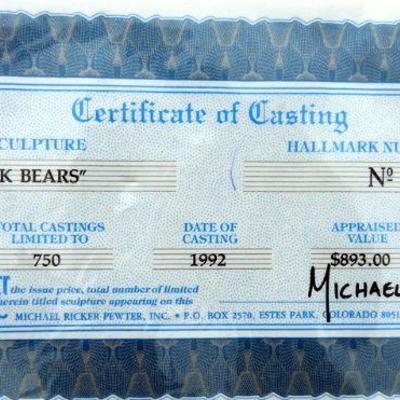 Certificate of Casting
SCULPTURE HALLMARK NU
K BEARS" Nº
TOTAL CASTINGS DATE OF APPRAISED
LIMITED TO CASTING VALUE
750 1992 $893.00
the issue price, total number of limited
herein titled sculpture appearing on this
MICHAEL
MICHAEL RICKER PEWTER, INC. • P.O. BOX 2570, ESTES PARK, COLORADO 8051